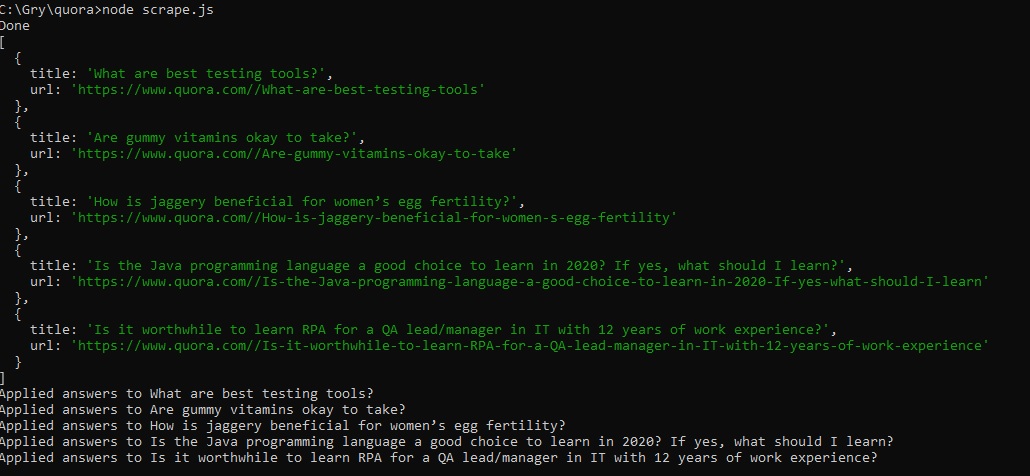 C:\Gry\quora>node scrape.js
Done
[
  {
    title: 'What are best testing tools?',
    url: 'https://www.quora.com//What-are-best-testing-tools'
  },
  {
    title: 'Are gummy vitamins okay to take?',
    url: 'https://www.quora.com//Are-gummy-vitamins-okay-to-take'
  },
  {
    title: 'How is jaggery beneficial for women’s egg fertility?',
    url: 'https://www.quora.com//How-is-jaggery-beneficial-for-women-s-egg-fertility'
  },
  {
    title: 'Is the Java programming language a good choice to learn in 2020? If yes, what should I learn?',
    url: 'https://www.quora.com//Is-the-Java-programming-language-a-good-choice-to-learn-in-2020-If-yes-what-should-I-learn'
  },
  {
    title: 'Is it worthwhile to learn RPA for a QA lead/manager in IT with 12 years of work experience?',
    url: 'https://www.quora.com//Is-it-worthwhile-to-learn-RPA-for-a-QA-lead-manager-in-IT-with-12-years-of-work-experience'
  }
]
Applied answers to What are best testing tools?
Applied answers to Are gummy vitamins okay to take?
Applied answers to How is jaggery beneficial for women’s egg fertility?
Applied answers to Is the Java programming language a good choice to learn in 2020? If yes, what should I learn?
Applied answers to Is it worthwhile to learn RPA for a QA lead/manager in IT with 12 years of work experience?